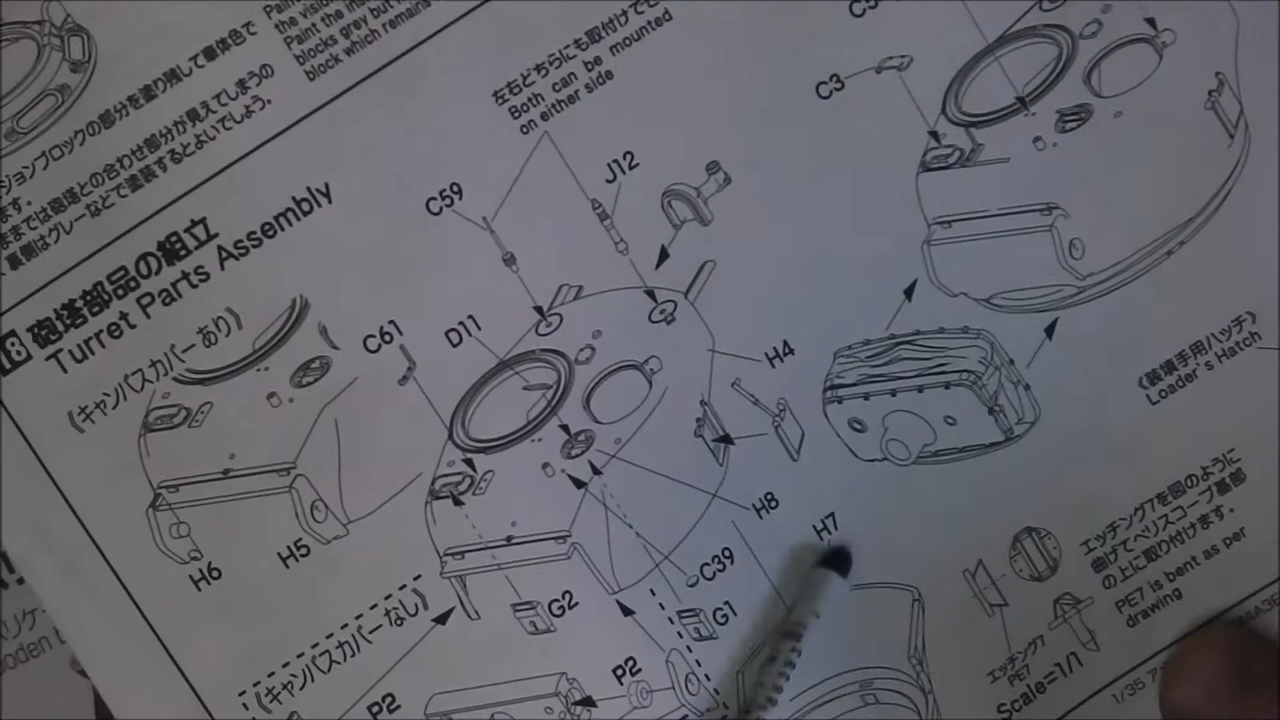 the vision
Paint the ins
blocks grey but
block which remains
ションブロックの部分を塗り残して車体色で
ます。
ままでは砲塔との合わせ部分が見えてしまうの
、裏側はグレーなどで塗装するとよいでしょう。
18 砲塔部品の組立
Turret Parts Assembly
左右どちらにも取付けでき
Both can be mounted
on either side
C59
J12
C3
《キャンバスカバーあり》
C61
D11
H4
H8
H7
H6
H5
C39
G2
G1
《キャンバスカバーなし》
P2
P2
《装填手用ハッチ》
Loader's Hatch
エッチング7を図のように
曲げてペリスコープ基部
の上に取り付けます。
PE7 is bent as per
drawing
エッチング7
PE7
Scale=1/1
1/35